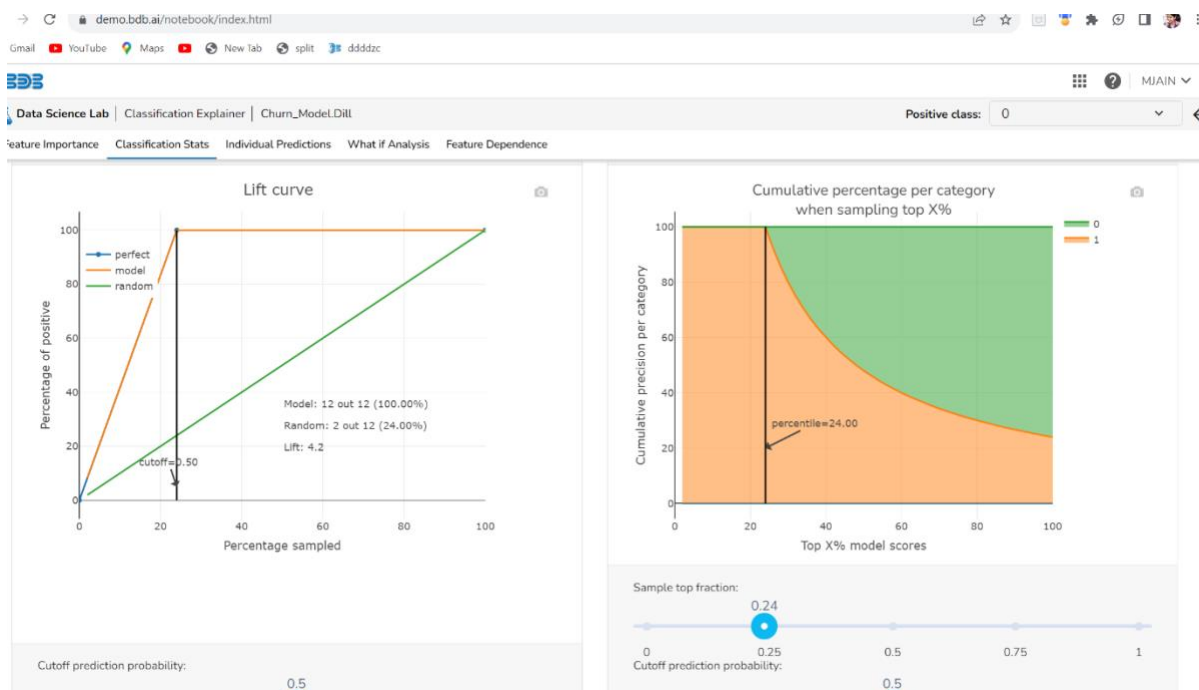 demo.bdb.ai/notebook/index.html
Gmail YouTube Maps New Tab split ddddzc
BDB MJAIN
Data Science Lab | Classification Explainer | Churn_Model.Dill Positive class: 0
Feature Importance Classification Stats Individual Predictions What if Analysis Feature Dependence
Lift curve
perfect
model
random
Percentage of positive
100
80
60
40
20
0
Model: 12 out 12 (100.00%)
Random: 2 out 12 (24.00%)
Lift: 4.2
cutoff=0.50
0 20 40 60 80 100
Percentage sampled
Cutoff prediction probability:
0.5
Cumulative percentage per category
when sampling top X%
0
1
Cumulative precision per category
100
80
60
40
20
0
percentile=24.00
0 20 40 60 80 100
Top X% model scores
Sample top fraction:
0.24
0 0.25 0.5 0.75 1
Cutoff prediction probability:
0.5